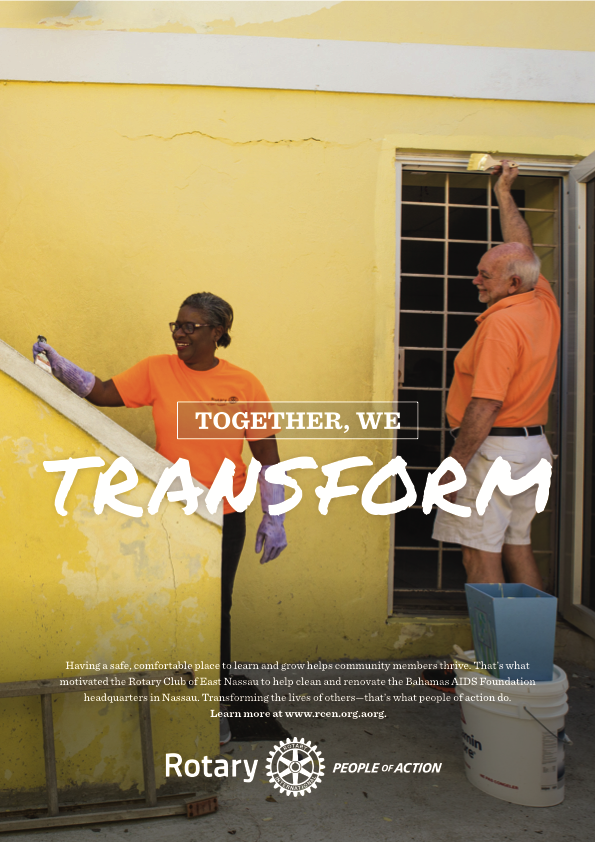 TOGETHER, WE
TRANSFORM
Having a safe, comfortable place to learn and grow helps community members thrive. That's what
motivated the Rotary Club of East Nassau to help clean and renovate the Bahamas AIDS Foundation
headquarters in Nassau. Transforming the lives of others—that's what people of action do.
Learn more at www.rcen.org.aorg.
Rotary
ROTARY
INTERNATIONAL
PEOPLE OF ACTION